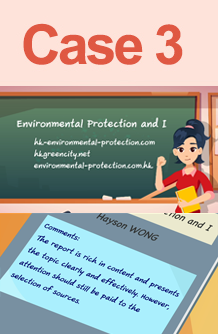 Case 3
Environmental Protection and I
hk-environmental-protection.com
hkgreencity.net
environmental-protection.com.hk
ction and I
Hayson WONG
Comments:
The report is rich in content and presents
the topic clearly and effectively. However,
attention should still be paid to the
selection of sources.